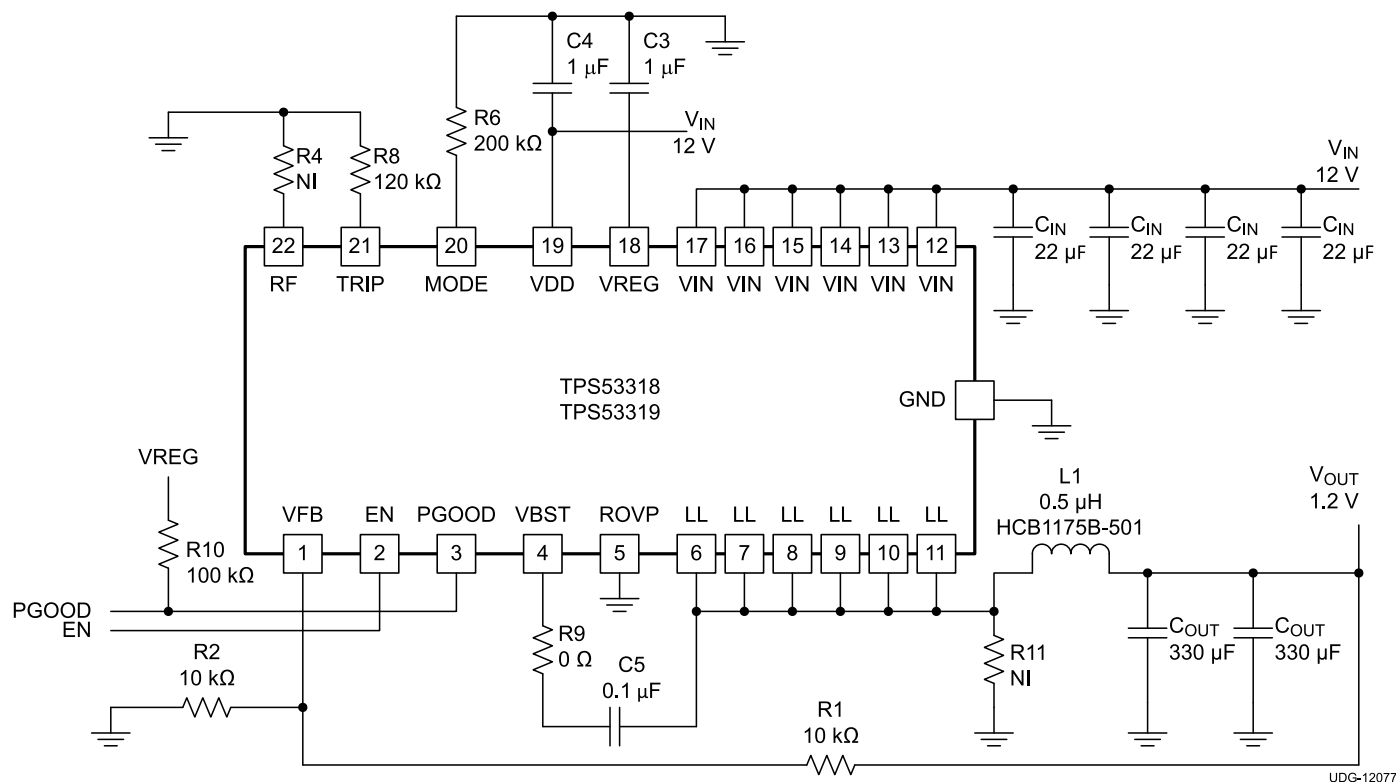 C4
1 μF
C3
1 μF
R6
200 kΩ
VIN
12 V
R4
NI
R8
120 kΩ
VIN
12 V
CIN
22 μF
CIN
22 μF
CIN
22 μF
CIN
22 μF
22
21
20
19
18
17
16
15
14
13
12
RF
TRIP
MODE
VDD
VREG
VIN
VIN
VIN
VIN
VIN
VIN
TPS53318
TPS53319
GND
VREG
R10
100 kΩ
VFB
EN
PGOOD
VBST
ROVP
LL
LL
LL
LL
LL
LL
1
2
3
4
5
6
7
8
9
10
11
L1
0.5 μH
HCB1175B-501
VOUT
1.2 V
PGOOD
EN
R2
10 kΩ
R9
0 Ω
C5
0.1 μF
R11
NI
COUT
330 μF
COUT
330 μF
R1
10 kΩ
UDG-12077